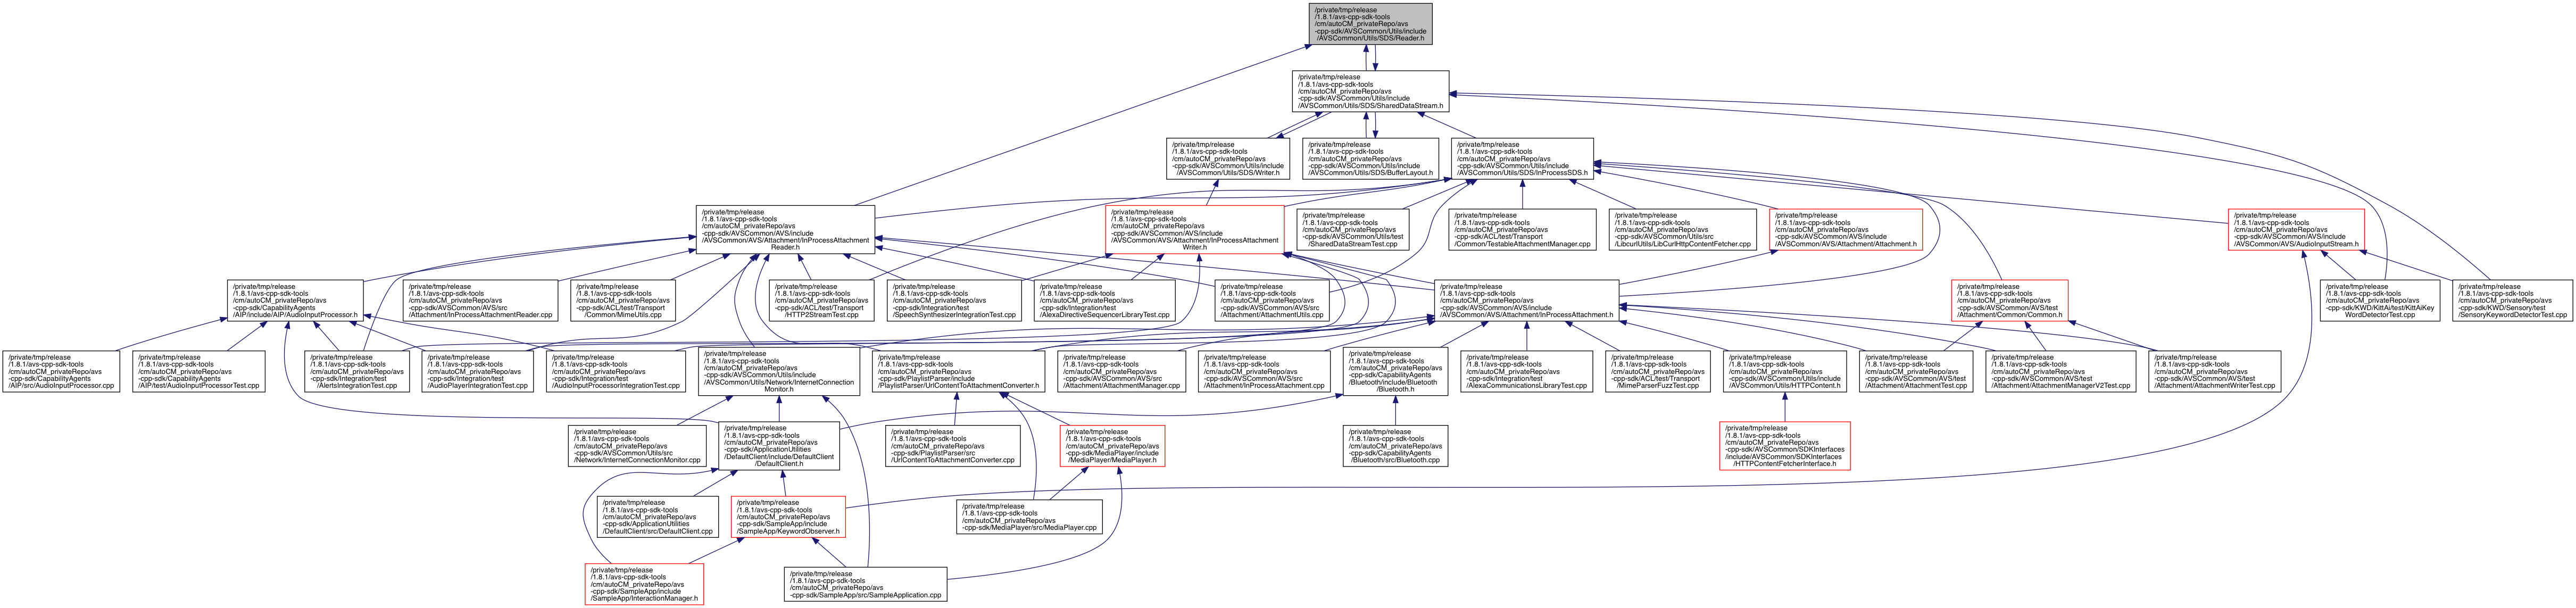 /private/tmp/release
/1.8.1/avs-cpp-sdk-tools
/cm/autoCM_privateRepo/avs
-cpp-sdk/AVSCommon/Utils/include
/AVSCommon/Utils/SDS/Reader.h
/private/tmp/release
/1.8.1/avs-cpp-sdk-tools
/cm/autoCM_privateRepo/avs
-cpp-sdk/AVSCommon/Utils/include
/AVSCommon/Utils/SDS/SharedDataStream.h
/private/tmp/release
/1.8.1/avs-cpp-sdk-tools
/cm/autoCM_privateRepo/avs
-cpp-sdk/AVSCommon/Utils/include
/AVSCommon/Utils/SDS/Writer.h
/private/tmp/release
/1.8.1/avs-cpp-sdk-tools
/cm/autoCM_privateRepo/avs
-cpp-sdk/AVSCommon/Utils/include
/AVSCommon/Utils/SDS/BufferLayout.h
/private/tmp/release
/1.8.1/avs-cpp-sdk-tools
/cm/autoCM_privateRepo/avs
-cpp-sdk/AVSCommon/Utils/include
/AVSCommon/Utils/SDS/InProcessSDS.h
/private/tmp/release
/1.8.1/avs-cpp-sdk-tools
/cm/autoCM_privateRepo/avs
-cpp-sdk/AVSCommon/AVS/include
/AVSCommon/AVS/Attachment/InProcessAttachment
Reader.h
/private/tmp/release
/1.8.1/avs-cpp-sdk-tools
/cm/autoCM_privateRepo/avs
-cpp-sdk/AVSCommon/AVS/include
/AVSCommon/AVS/Attachment/InProcessAttachment
Writer.h
/private/tmp/release
/1.8.1/avs-cpp-sdk-tools
/cm/autoCM_privateRepo/avs
-cpp-sdk/AVSCommon/Utils/test
/SharedDataStreamTest.cpp
/private/tmp/release
/1.8.1/avs-cpp-sdk-tools
/cm/autoCM_privateRepo/avs
-cpp-sdk/ACL/test/Transport
/Common/TestableAttachmentManager.cpp
/private/tmp/release
/1.8.1/avs-cpp-sdk-tools
/cm/autoCM_privateRepo/avs
-cpp-sdk/AVSCommon/Utils/src
/LibcurlUtils/LibCurlHttpContentFetcher.cpp
/private/tmp/release
/1.8.1/avs-cpp-sdk-tools
/cm/autoCM_privateRepo/avs
-cpp-sdk/AVSCommon/AVS/include
/AVSCommon/AVS/Attachment/Attachment.h
/private/tmp/release
/1.8.1/avs-cpp-sdk-tools
/cm/autoCM_privateRepo/avs
-cpp-sdk/AVSCommon/AVS/include
/AVSCommon/AVS/AudioInputStream.h
/private/tmp/release
/1.8.1/avs-cpp-sdk-tools
/cm/autoCM_privateRepo/avs
-cpp-sdk/CapabilityAgents
/AIP/include/AIP/AudioInputProcessor.h
/private/tmp/release
/1.8.1/avs-cpp-sdk-tools
/cm/autoCM_privateRepo/avs
-cpp-sdk/AVSCommon/AVS/src
/Attachment/InProcessAttachmentReader.cpp
/private/tmp/release
/1.8.1/avs-cpp-sdk-tools
/cm/autoCM_privateRepo/avs
-cpp-sdk/ACL/test/Transport
/Common/MimeUtils.cpp
/private/tmp/release
/1.8.1/avs-cpp-sdk-tools
/cm/autoCM_privateRepo/avs
-cpp-sdk/ACL/test/Transport
/HTTP2StreamTest.cpp
/private/tmp/release
/1.8.1/avs-cpp-sdk-tools
/cm/autoCM_privateRepo/avs
-cpp-sdk/Integration/test
/SpeechSynthesizerIntegrationTest.cpp
/private/tmp/release
/1.8.1/avs-cpp-sdk-tools
/cm/autoCM_privateRepo/avs
-cpp-sdk/Integration/test
/AlexaDirectiveSequencerLibraryTest.cpp
/private/tmp/release
/1.8.1/avs-cpp-sdk-tools
/cm/autoCM_privateRepo/avs
-cpp-sdk/AVSCommon/AVS/src
/Attachment/AttachmentUtils.cpp
/private/tmp/release
/1.8.1/avs-cpp-sdk-tools
/cm/autoCM_privateRepo/avs
-cpp-sdk/AVSCommon/AVS/include
/AVSCommon/AVS/Attachment/InProcessAttachment.h
/private/tmp/release
/1.8.1/avs-cpp-sdk-tools
/cm/autoCM_privateRepo/avs
-cpp-sdk/AVSCommon/AVS/test
/Attachment/Common/Common.h
/private/tmp/release
/1.8.1/avs-cpp-sdk-tools
/cm/autoCM_privateRepo/avs
-cpp-sdk/KWD/KittAi/test/KittAiKey
WordDetectorTest.cpp
/private/tmp/release
/1.8.1/avs-cpp-sdk-tools
/cm/autoCM_privateRepo/avs
-cpp-sdk/KWD/Sensory/test
/SensoryKeywordDetectorTest.cpp
/private/tmp/release
/1.8.1/avs-cpp-sdk-tools
/cm/autoCM_privateRepo/avs
-cpp-sdk/CapabilityAgents
/AIP/src/AudioInputProcessor.cpp
/private/tmp/release
/1.8.1/avs-cpp-sdk-tools
/cm/autoCM_privateRepo/avs
-cpp-sdk/CapabilityAgents
/AIP/test/AudioInputProcessorTest.cpp
/private/tmp/release
/1.8.1/avs-cpp-sdk-tools
/cm/autoCM_privateRepo/avs
-cpp-sdk/Integration/test
/AlertsIntegrationTest.cpp
/private/tmp/release
/1.8.1/avs-cpp-sdk-tools
/cm/autoCM_privateRepo/avs
-cpp-sdk/Integration/test
/AudioPlayerIntegrationTest.cpp
/private/tmp/release
/1.8.1/avs-cpp-sdk-tools
/cm/autoCM_privateRepo/avs
-cpp-sdk/Integration/test
/AudioInputProcessorIntegrationTest.cpp
/private/tmp/release
/1.8.1/avs-cpp-sdk-tools
/cm/autoCM_privateRepo/avs
-cpp-sdk/AVSCommon/Utils/include
/AVSCommon/Utils/Network/InternetConnection
Monitor.h
/private/tmp/release
/1.8.1/avs-cpp-sdk-tools
/cm/autoCM_privateRepo/avs
-cpp-sdk/PlaylistParser/include
/PlaylistParser/UrlContentToAttachmentConverter.h
/private/tmp/release
/1.8.1/avs-cpp-sdk-tools
/cm/autoCM_privateRepo/avs
-cpp-sdk/AVSCommon/AVS/src
/Attachment/AttachmentManager.cpp
/private/tmp/release
/1.8.1/avs-cpp-sdk-tools
/cm/autoCM_privateRepo/avs
-cpp-sdk/AVSCommon/AVS/src
/Attachment/InProcessAttachment.cpp
/private/tmp/release
/1.8.1/avs-cpp-sdk-tools
/cm/autoCM_privateRepo/avs
-cpp-sdk/CapabilityAgents
/Bluetooth/include/Bluetooth
/Bluetooth.h
/private/tmp/release
/1.8.1/avs-cpp-sdk-tools
/cm/autoCM_privateRepo/avs
-cpp-sdk/Integration/test
/AlexaCommunicationsLibraryTest.cpp
/private/tmp/release
/1.8.1/avs-cpp-sdk-tools
/cm/autoCM_privateRepo/avs
-cpp-sdk/ACL/test/Transport
/MimeParserFuzzTest.cpp
/private/tmp/release
/1.8.1/avs-cpp-sdk-tools
/cm/autoCM_privateRepo/avs
-cpp-sdk/AVSCommon/Utils/include
/AVSCommon/Utils/HTTPContent.h
/private/tmp/release
/1.8.1/avs-cpp-sdk-tools
/cm/autoCM_privateRepo/avs
-cpp-sdk/AVSCommon/AVS/test
/Attachment/AttachmentTest.cpp
/private/tmp/release
/1.8.1/avs-cpp-sdk-tools
/cm/autoCM_privateRepo/avs
-cpp-sdk/AVSCommon/AVS/test
/Attachment/AttachmentManagerV2Test.cpp
/private/tmp/release
/1.8.1/avs-cpp-sdk-tools
/cm/autoCM_privateRepo/avs
-cpp-sdk/AVSCommon/AVS/test
/Attachment/AttachmentWriterTest.cpp
/private/tmp/release
/1.8.1/avs-cpp-sdk-tools
/cm/autoCM_privateRepo/avs
-cpp-sdk/AVSCommon/Utils/src
/Network/InternetConnectionMonitor.cpp
/private/tmp/release
/1.8.1/avs-cpp-sdk-tools
/cm/autoCM_privateRepo/avs
-cpp-sdk/ApplicationUtilities
/DefaultClient/include/DefaultClient
/DefaultClient.h
/private/tmp/release
/1.8.1/avs-cpp-sdk-tools
/cm/autoCM_privateRepo/avs
-cpp-sdk/PlaylistParser/src
/UrlContentToAttachmentConverter.cpp
/private/tmp/release
/1.8.1/avs-cpp-sdk-tools
/cm/autoCM_privateRepo/avs
-cpp-sdk/MediaPlayer/include
/MediaPlayer/MediaPlayer.h
/private/tmp/release
/1.8.1/avs-cpp-sdk-tools
/cm/autoCM_privateRepo/avs
-cpp-sdk/CapabilityAgents
/Bluetooth/src/Bluetooth.cpp
/private/tmp/release
/1.8.1/avs-cpp-sdk-tools
/cm/autoCM_privateRepo/avs
-cpp-sdk/AVSCommon/SDKInterfaces
/include/AVSCommon/SDKInterfaces
/HTTPContentFetcherInterface.h
/private/tmp/release
/1.8.1/avs-cpp-sdk-tools
/cm/autoCM_privateRepo/avs
-cpp-sdk/ApplicationUtilities
/DefaultClient/src/DefaultClient.cpp
/private/tmp/release
/1.8.1/avs-cpp-sdk-tools
/cm/autoCM_privateRepo/avs
-cpp-sdk/SampleApp/include
/SampleApp/KeywordObserver.h
/private/tmp/release
/1.8.1/avs-cpp-sdk-tools
/cm/autoCM_privateRepo/avs
-cpp-sdk/MediaPlayer/src/MediaPlayer.cpp
/private/tmp/release
/1.8.1/avs-cpp-sdk-tools
/cm/autoCM_privateRepo/avs
-cpp-sdk/SampleApp/include
/SampleApp/InteractionManager.h
/private/tmp/release
/1.8.1/avs-cpp-sdk-tools
/cm/autoCM_privateRepo/avs
-cpp-sdk/SampleApp/src/SampleApplication.cpp